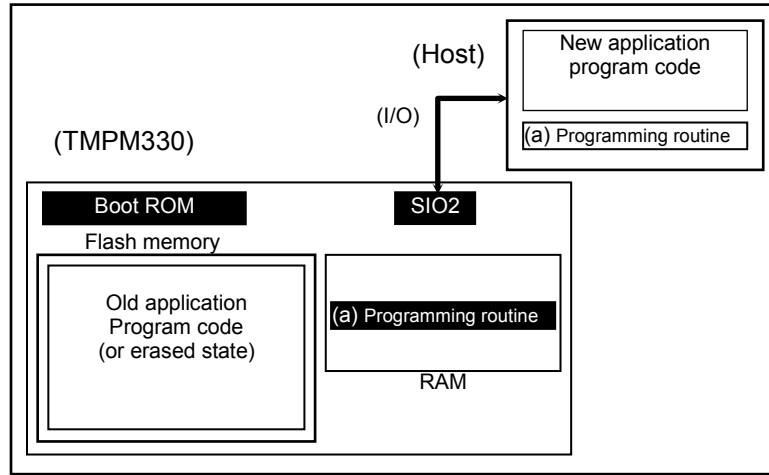 (Host)
New application
program code
(a) Programming routine
(I/O)
(TMPM330)
Boot ROM
SIO2
Flash memory
Old application
Program code
(or erased state)
(a) Programming routine
RAM